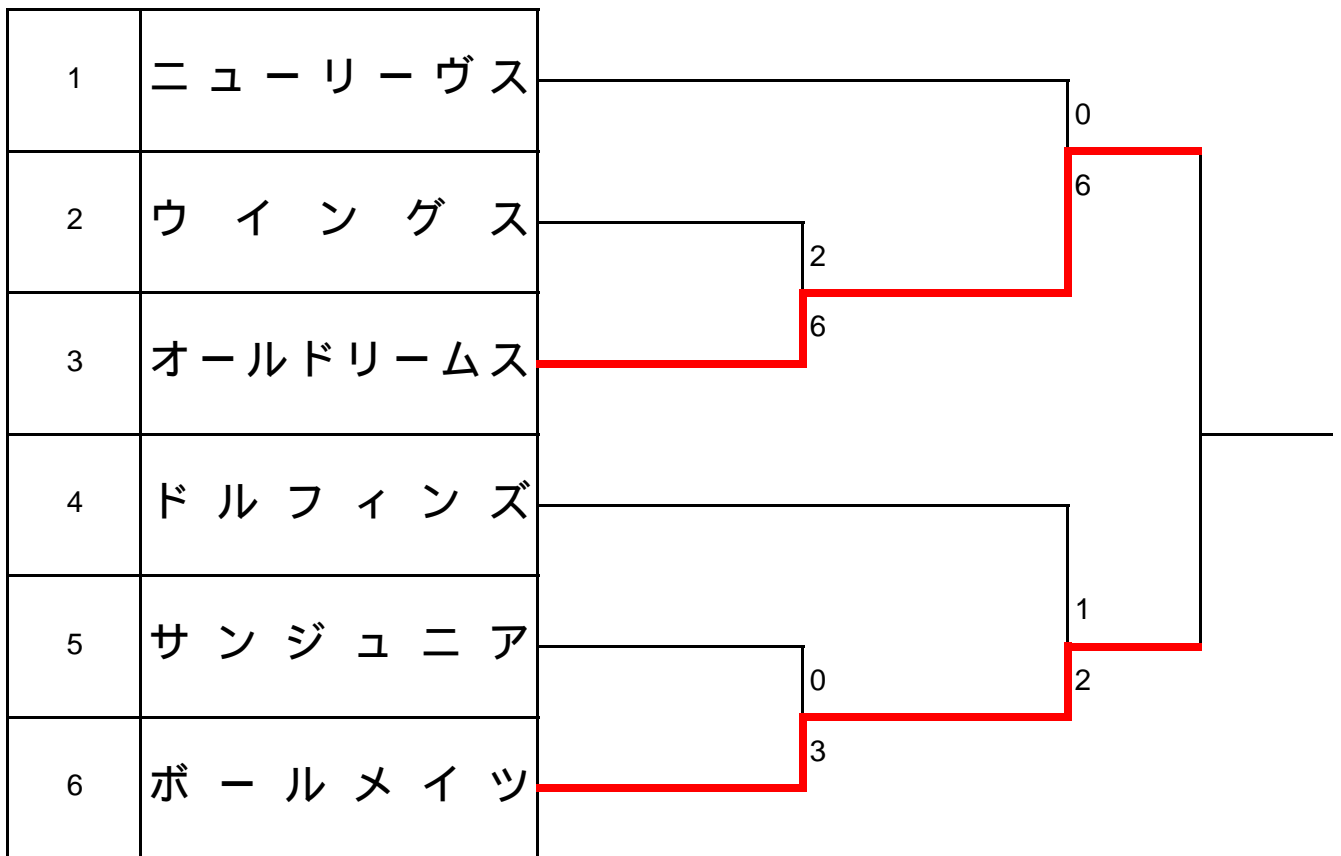 1 ニューリーヴス
0
6
2 ウイングス
2
6
3 オールドリームス
4 ドルフィンズ
1
2
5 サンジュニア
0
3
6 ボールメイツ